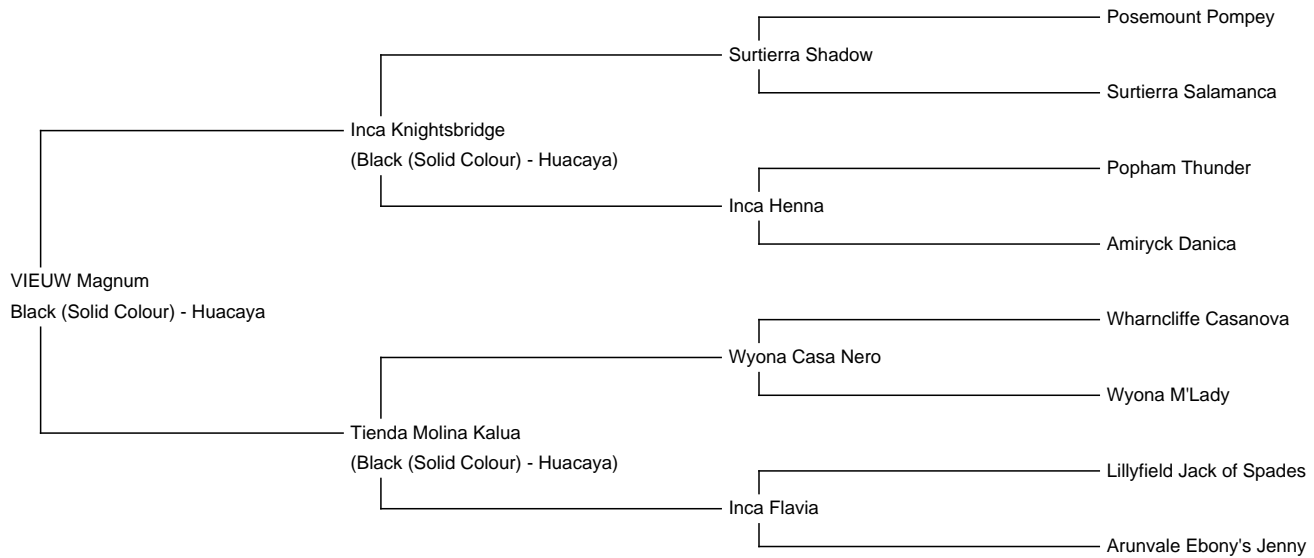 Posemount Pompey
Surtierra Shadow
Surtierra Salamanca
Inca Knightsbridge
(Black (Solid Colour) - Huacaya)
Popham Thunder
Inca Henna
Amiryck Danica
VIEUW Magnum
Black (Solid Colour) - Huacaya
Wharncliffe Casanova
Wyona Casa Nero
Wyona M'Lady
Tienda Molina Kalua
(Black (Solid Colour) - Huacaya)
Lillyfield Jack of Spades
Inca Flavia
Arunvale Ebony's Jenny